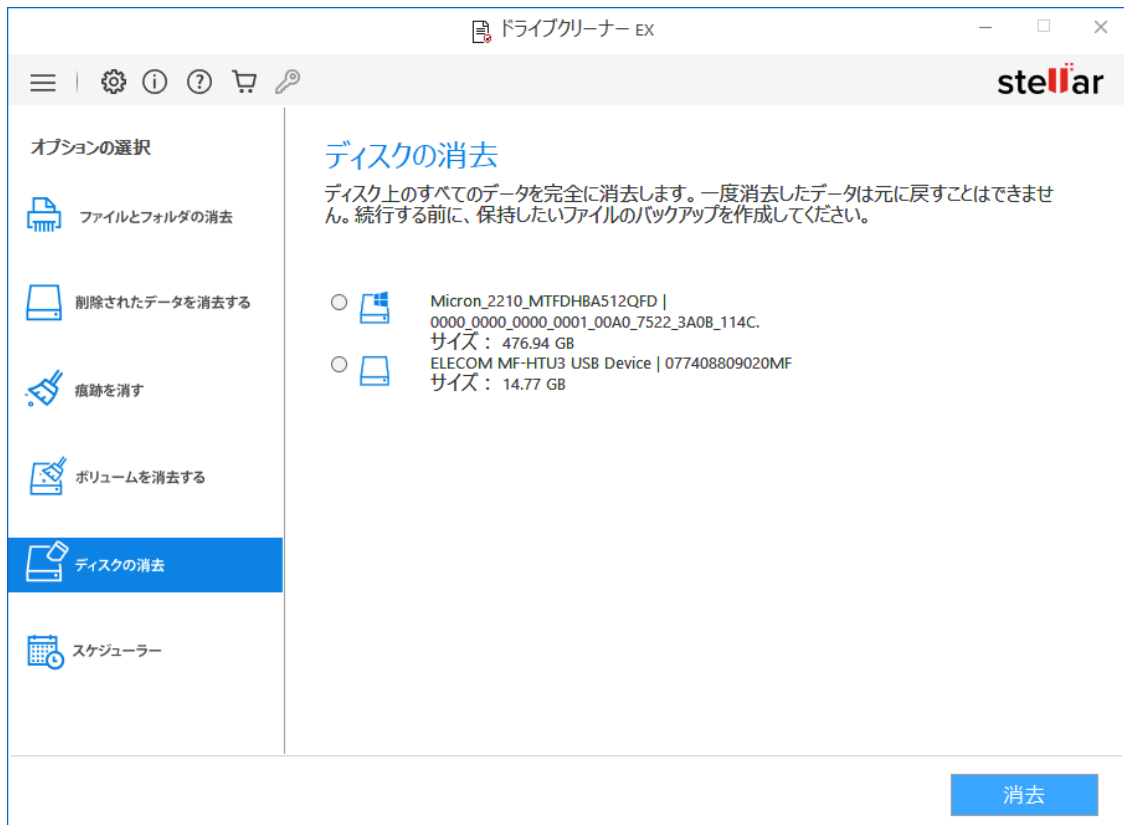 ドライブクリーナー EX
stellar
オプションの選択
ファイルとフォルダの消去
削除されたデータを消去する
痕跡を消す
ボリュームを消去する
ディスクの消去
スケジューラー
ディスクの消去
ディスク上のすべてのデータを完全に消去します。一度消去したデータは元に戻すことはできませ
ん。続行する前に、保持したいファイルのバックアップを作成してください。
Micron_2210_MTFDHBA512QFD |
0000_0000_0000_0001_00A0_7522_3A0B_114C.
サイズ： 476.94 GB
ELECOM MF-HTU3 USB Device | 077408809020MF
サイズ： 14.77 GB
消去